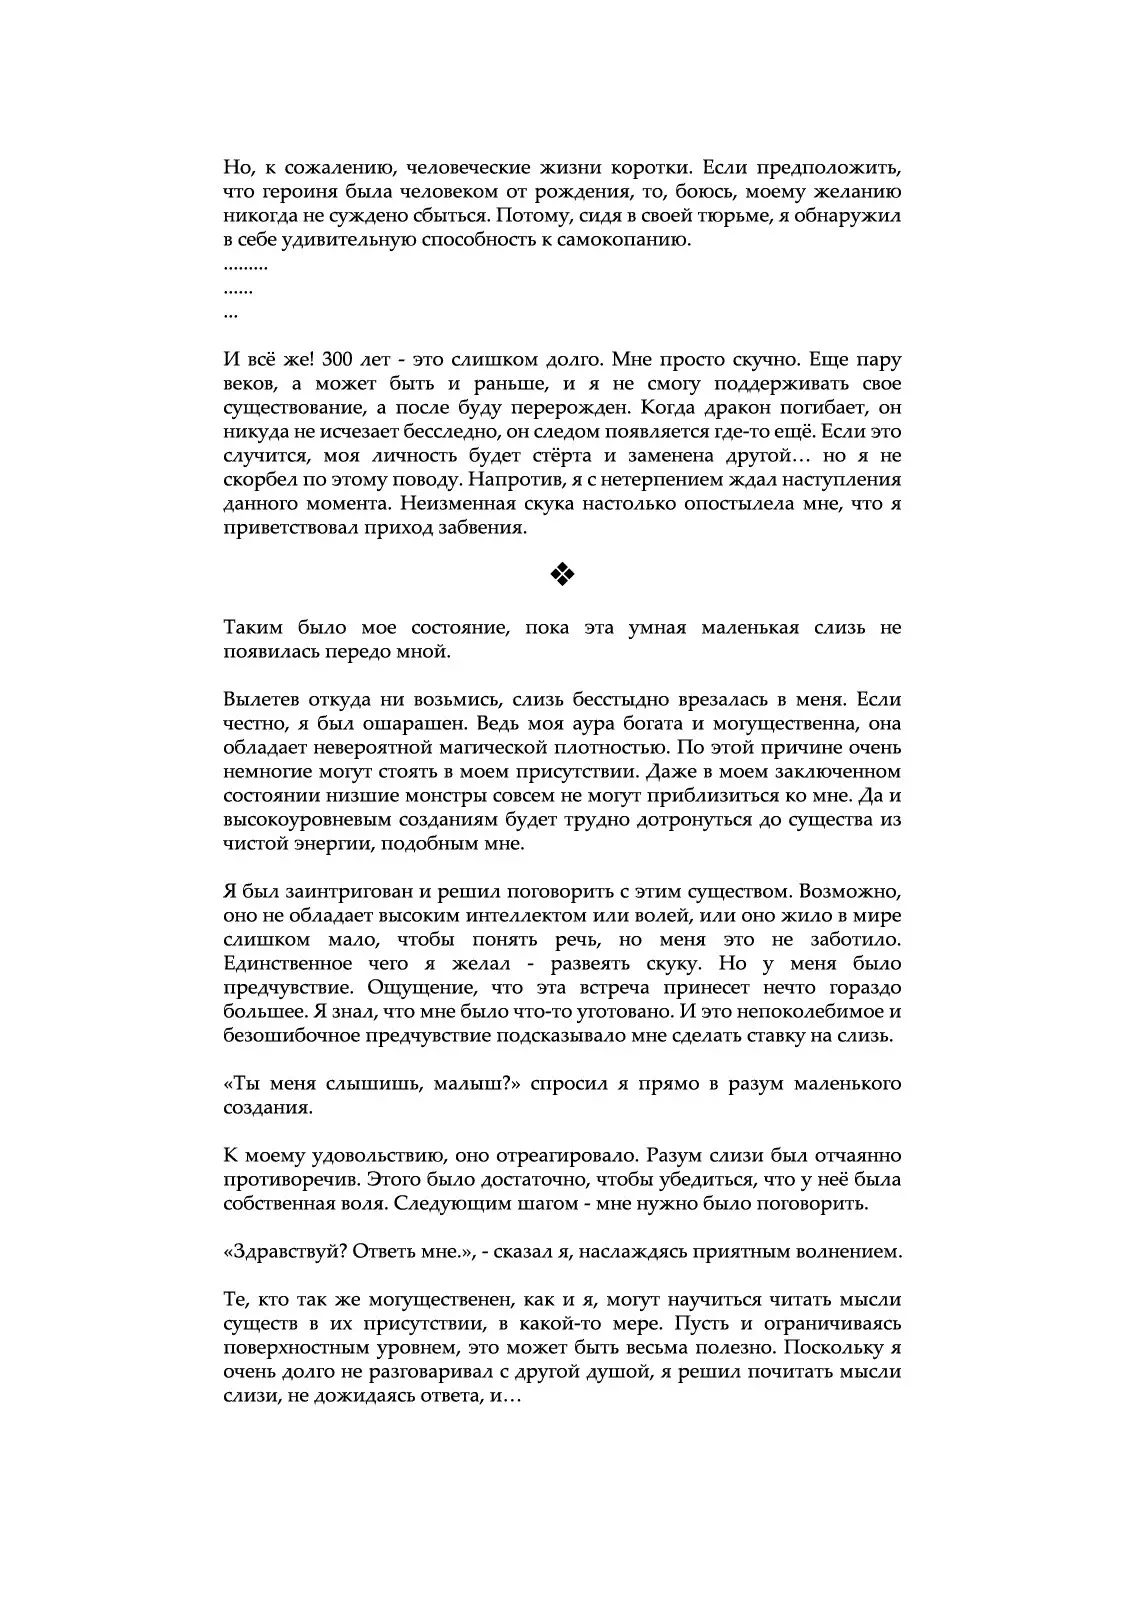 Но, к сожалению, человеческие жизни коротки. Если предположить,
что героиня была человеком от рождения, то, боюсь, моему желанию
никогда не суждено сбыться. Потому, сидя в своей тюрьме, я обнаружил
в себе удивительную способность к самокопанию.
.........
......
...
И всё же! 300 лет - это слишком долго. Мне просто скучно. Еще пару
веков, а может быть и раньше, и я не смогу поддерживать свое
существование, а после буду перерожден. Когда дракон погибает, он
никуда не исчезает бесследно, он следом появляется где-то ещё. Если это
случится, моя личность будет стёрта и заменена другой… но я не
скорбел по этому поводу. Напротив, я с нетерпением ждал наступления
данного момента. Неизменная скука настолько опостылела мне, что я
приветствовал приход забвения.
❖
Таким было мое состояние, пока эта умная маленькая слизь не
появилась передо мной.
Вылетев откуда ни возьмись, слизь бесстыдно врезалась в меня. Если
честно, я был ошарашен. Ведь моя аура богата и могущественна, она
обладает невероятной магической плотностью. По этой причине очень
немногие могут стоять в моем присутствии. Даже в моем заключенном
состоянии низшие монстры совсем не могут приблизиться ко мне. Да и
высокоуровневым созданиям будет трудно дотронуться до существа из
чистой энергии, подобным мне.
Я был заинтригован и решил поговорить с этим существом. Возможно,
оно не обладает высоким интеллектом или волей, или оно жило в мире
слишком мало, чтобы понять речь, но меня это не заботило.
Единственное чего я желал - развеять скуку. Но у меня было
предчувствие. Ощущение, что эта встреча принесет нечто гораздо
большее. Я знал, что мне было что-то уготовано. И это непоколебимое и
безошибочное предчувствие подсказывало мне сделать ставку на слизь.
«Ты меня слышишь, малыш?» спросил я прямо в разум маленького
создания.
К моему удовольствию, оно отреагировало. Разум слизи был отчаянно
противоречив. Этого было достаточно, чтобы убедиться, что у неё была
собственная воля. Следующим шагом - мне нужно было поговорить.
«Здравствуй? Ответь мне.», - сказал я, наслаждясь приятным волнением.
Те, кто так же могущественен, как и я, могут научиться читать мысли
существ в их присутствии, в какой-то мере. Пусть и ограничиваясь
поверхностным уровнем, это может быть весьма полезно. Поскольку я
очень долго не разговаривал с другой душой, я решил почитать мысли
слизи, не дожидаясь ответа, и…